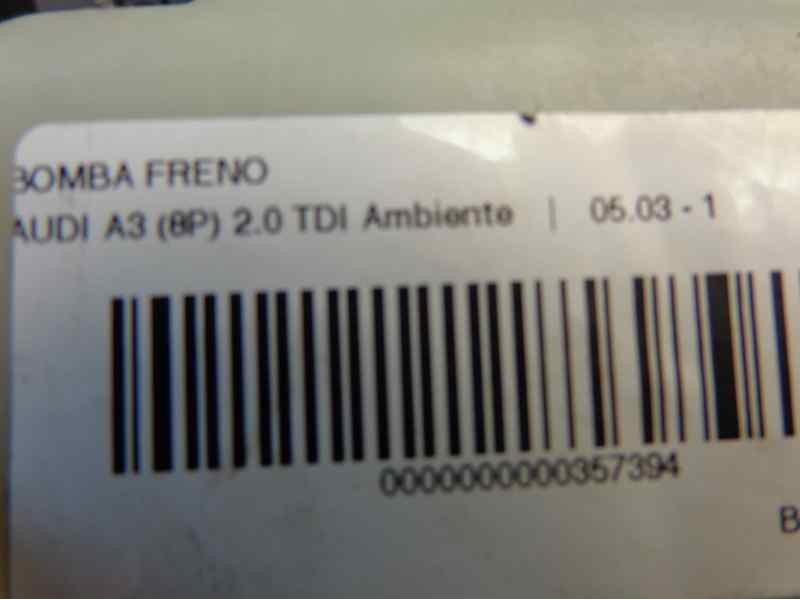 BOMBA FRENO
AUDI A3 (8P) 2.0 TDI Ambiente | 05.03 - 1
0000000000357394
B